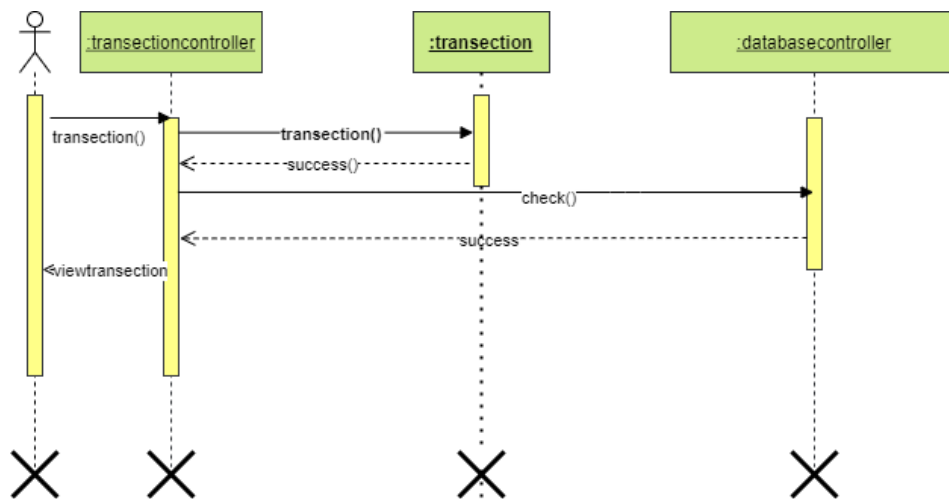 :transectioncontroller
:transection
:databasecontroller
transection()
transection()
success()
check()
success
viewtransection